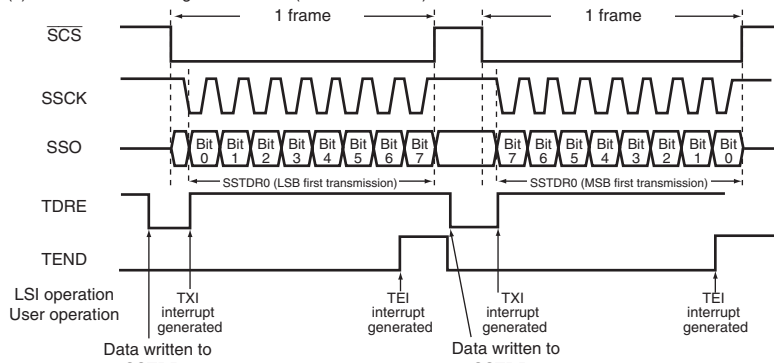 1 frame 1 frame
SCS
SSCK
SSO Bit 0 Bit 1 Bit 2 Bit 3 Bit 4 Bit 5 Bit 6 Bit 7 Bit 7 Bit 6 Bit 5 Bit 4 Bit 3 Bit 2 Bit 1 Bit 0
SSTDR0 (LSB first transmission) SSTDR0 (MSB first transmission)
TDRE
TEND
LSI operation
User operation
TXI interrupt generated
TEI interrupt generated
TXI interrupt generated
TEI interrupt generated
Data written to Data written to